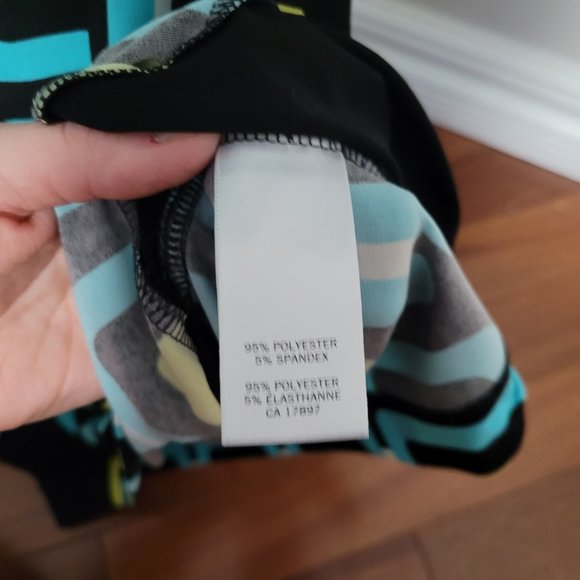 95% POLYESTER
5% SPANDEX
95% POLYESTER
5% ÉLASTHANNE
CA 17897